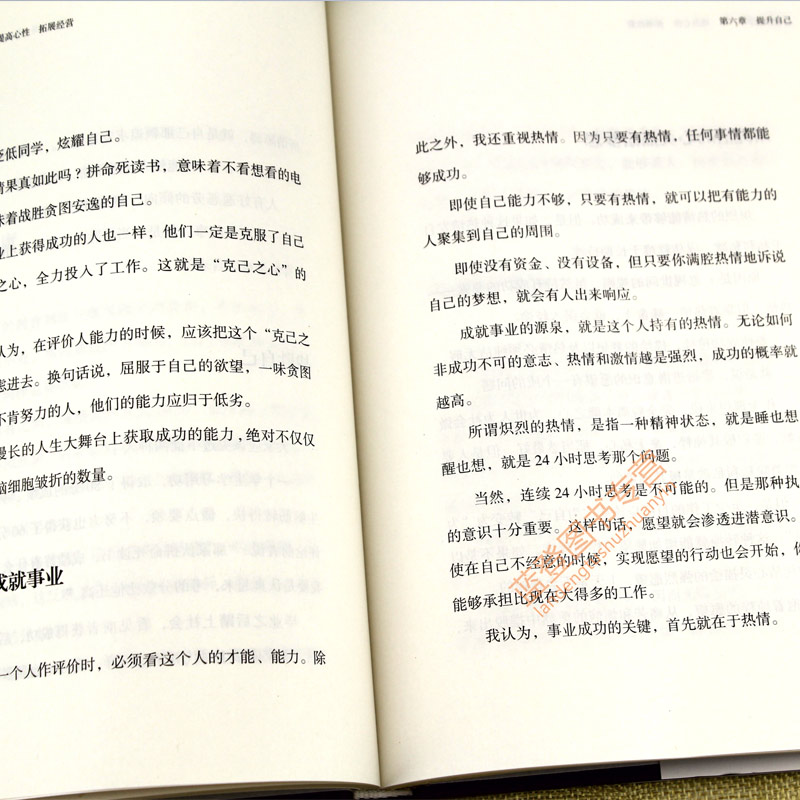 提高心性 拓展经营
低同学，炫耀自己。
果真如此吗？拼命死读书，意味着不看想看的电
味着战胜贪图安逸的自己。
业上获得成功的人也一样，他们一定是克服了自己
之心，全力投入了工作。这就是“克己之心”的
认为，在评价人能力的时候，应该把这个“克己之
虑进去。换句话说，屈服于自己的欲望，一味贪图
不肯努力的人，他们的能力应归于低劣。
漫长的人生大舞台上获取成功的能力，绝对不仅仅
脑细胞皱折的数量。
成就事业
一个人作评价时，必须看这个人的才能、能力。除
第六章 提升自己
此之外，我还重视热情。因为只要有热情，任何事情都能
够成功。
即使自己能力不够，只要有热情，就可以把有能力的
人聚集到自己的周围。
即使没有资金、没有设备，但只要你满腔热情地诉说
自己的梦想，就会有人出来响应。
成就事业的源泉，就是这个人持有的热情。无论如何
非成功不可的意志、热情和激情越是强烈，成功的概率就
越高。
所谓炽烈的热情，是指一种精神状态，就是睡也想
醒也想，就是 24 小时思考那个问题。
当然，连续 24 小时思考是不可能的。但是那种执
的意识十分重要。这样的话，愿望就会渗透进潜意识。
使在自己不经意的时候，实现愿望的行动也会开始，你
能够承担比现在大得多的工作。
我认为，事业成功的关键，首先就在于热情。
蓝登图书专营
landengtushuzhuanying